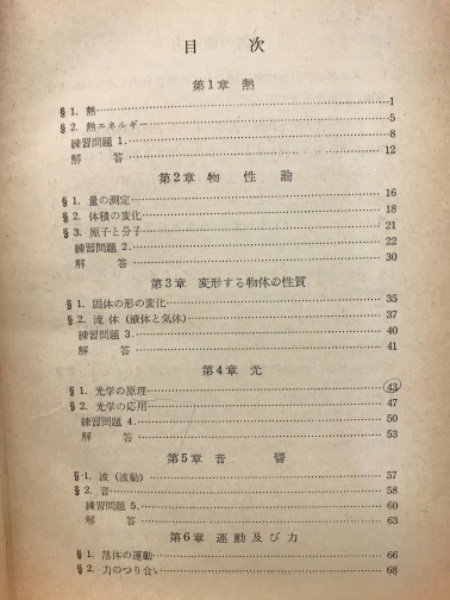 目次
第1章 熱
§1. 熱……1
§2. 熱エネルギー……5
練習問題 1.……8
解答……12
第2章 物性論
§1. 量の測定……16
§2. 体積の変化……18
§3. 原子と分子……21
練習問題 2.……22
解答……30
第3章 変形する物体の性質
§1. 固体の形の変化……35
§2. 流体(液体と気体)……37
練習問題 3.……40
解答……41
第4章 光
§1. 光学の原理……43
§2. 光学の応用……47
練習問題 4.……50
解答……53
第5章 音響
§1. 波(波動)……57
§2. 音……58
練習問題 5.……60
解答……63
第6章 運動及び力
§1. 落体の運動……66
§2. 力のつり合い……68